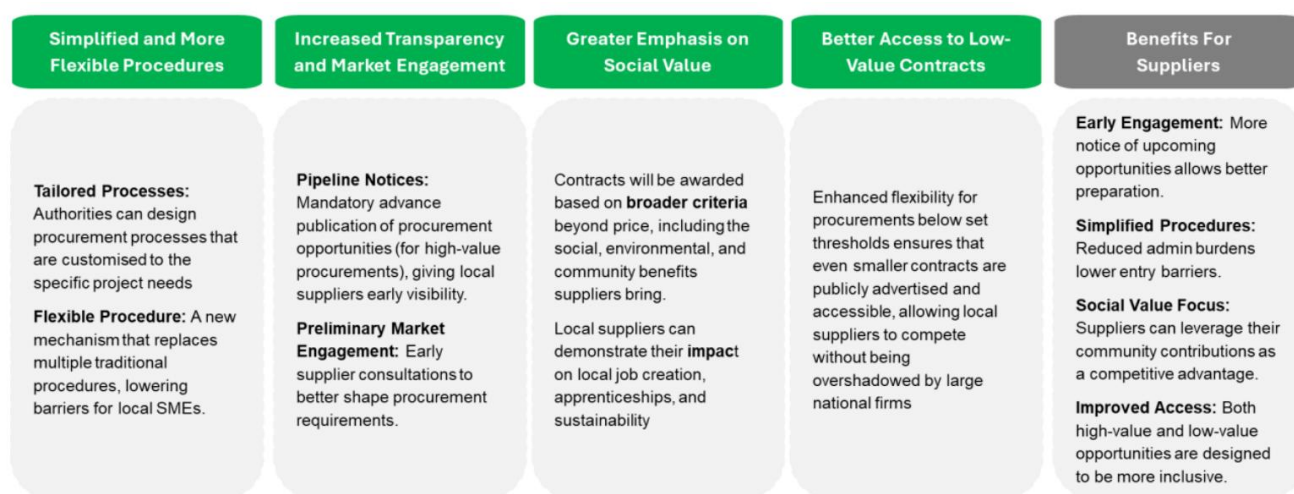 Simplified and More
Flexible Procedures
Tailored Processes:
Authorities can design
procurement processes that
are customised to the
specific project needs
Flexible Procedure: A new
mechanism that replaces
multiple traditional
procedures, lowering
barriers for local SMEs.
Increased Transparency
and Market Engagement
Pipeline Notices:
Mandatory advance
publication of procurement
opportunities (for high-value
procurements), giving local
suppliers early visibility.
Preliminary Market
Engagement: Early
supplier consultations to
better shape procurement
requirements.
Greater Emphasis on
Social Value
Contracts will be awarded
based on broader criteria
beyond price, including the
social, environmental, and
community benefits
suppliers bring.
Local suppliers can
demonstrate their impact
on local job creation,
apprenticeships, and
sustainability
Better Access to Low-
Value Contracts
Enhanced flexibility for
procurements below set
thresholds ensures that
even smaller contracts are
publicly advertised and
accessible, allowing local
suppliers to compete
without being
overshadowed by large
national firms
Benefits For
Suppliers
Early Engagement: More
notice of upcoming
opportunities allows better
preparation.
Simplified Procedures:
Reduced admin burdens
lower entry barriers.
Social Value Focus:
Suppliers can leverage their
community contributions as
a competitive advantage.
Improved Access: Both
high-value and low-value
opportunities are designed
to be more inclusive.